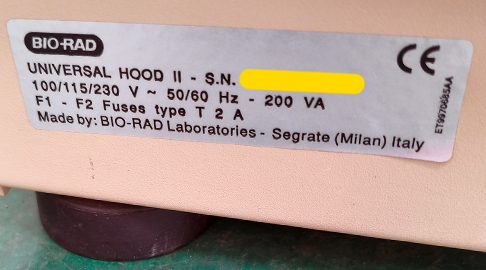 BIO-RAD
CE
UNIVERSAL HOOD II - S.N.
100/115/230 V ~ 50/60 Hz - 200 VA
F1 - F2 Fuses type T 2 A
Made by: BIO-RAD Laboratories - Segrate (Milan) Italy
ET9970685AA